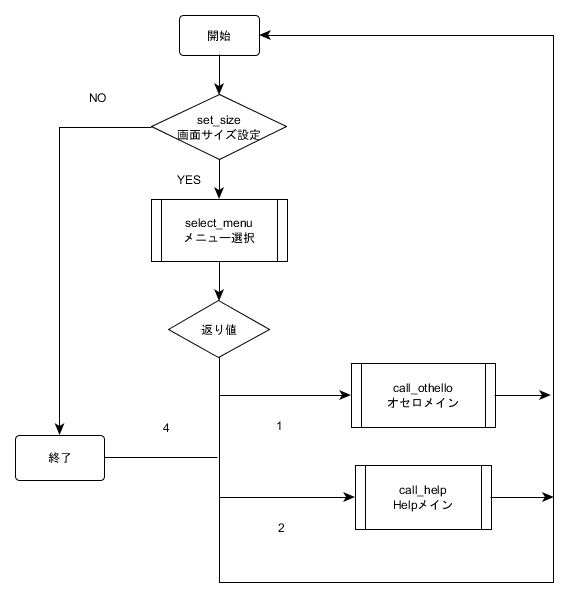 開始
NO
set_size
画面サイズ設定
YES
select_menu
メニュー選択
返り値
call_othello
オセロメイン
1
4
終了
call_help
Helpメイン
2